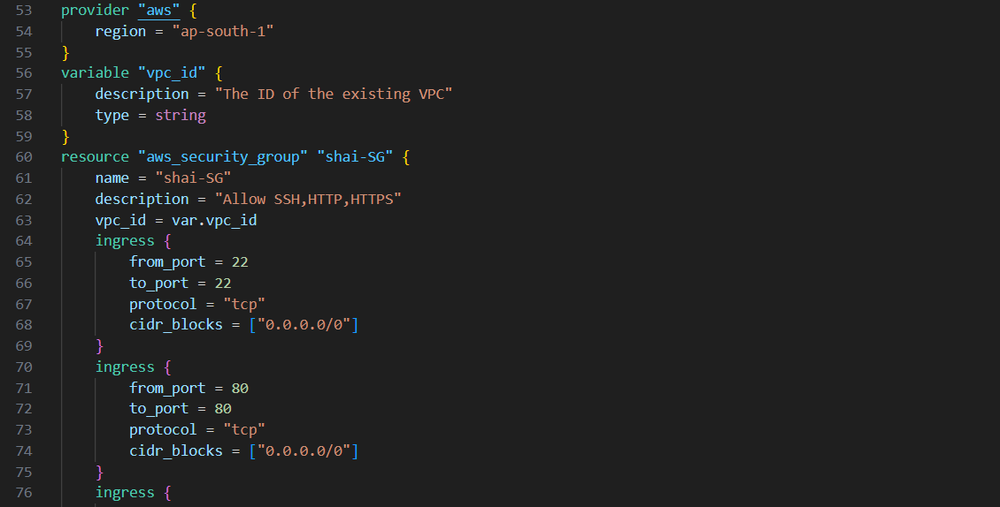 53 provider "aws" {
54     region = "ap-south-1"
55 }
56 variable "vpc_id" {
57     description = "The ID of the existing VPC"
58     type = string
59 }
60 resource "aws_security_group" "shai-SG" {
61     name = "shai-SG"
62     description = "Allow SSH,HTTP,HTTPS"
63     vpc_id = var.vpc_id
64     ingress {
65         from_port = 22
66         to_port = 22
67         protocol = "tcp"
68         cidr_blocks = ["0.0.0.0/0"]
69     }
70     ingress {
71         from_port = 80
72         to_port = 80
73         protocol = "tcp"
74         cidr_blocks = ["0.0.0.0/0"]
75     }
76     ingress {